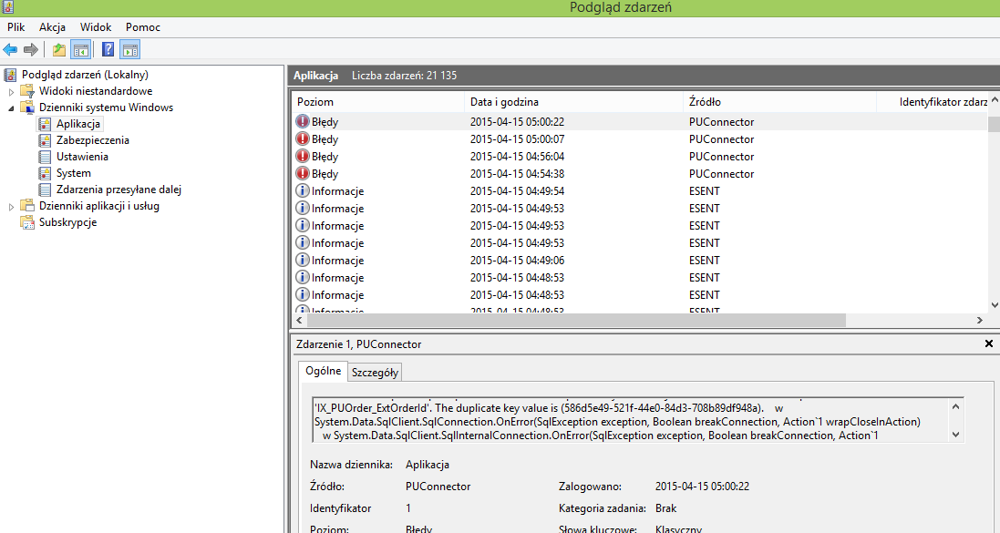 Podgląd zdarzeń
Plik Akcja Widok Pomoc
Podgląd zdarzeń (Lokalny)
Widoki niestandardowe
Dzienniki systemu Windows
Aplikacja
Zabezpieczenia
Ustawienia
System
Zdarzenia przesyłane dalej
Dzienniki aplikacji i usług
Subskrypcje
Aplikacja Liczba zdarzeń: 21 135
Poziom Data i godzina Źródło Identyfikator zdarz
Błędy 2015-04-15 05:00:22 PUConnector
Błędy 2015-04-15 05:00:07 PUConnector
Błędy 2015-04-15 04:56:04 PUConnector
Błędy 2015-04-15 04:54:38 PUConnector
Informacje 2015-04-15 04:49:54 ESENT
Informacje 2015-04-15 04:49:53 ESENT
Informacje 2015-04-15 04:49:53 ESENT
Informacje 2015-04-15 04:49:53 ESENT
Informacje 2015-04-15 04:49:06 ESENT
Informacje 2015-04-15 04:48:53 ESENT
Informacje 2015-04-15 04:48:53 ESENT
Informacje 2015-04-15 04:48:53 ESENT
Zdarzenie 1, PUConnector
Ogólne Szczegóły
'IX_PUOrder_ExtOrderId'. The duplicate key value is (586d5e49-521f-44e0-84d3-708b89df948a). w
System.Data.SqlClient.SqlConnection.OnError(SqlException exception, Boolean breakConnection, Action`1 wrapCloseInAction)
w System.Data.SqlClient.SqlInternalConnection.OnError(SqlException exception, Boolean breakConnection, Action`1
Nazwa dziennika: Aplikacja
Źródło: PUConnector Zalogowano: 2015-04-15 05:00:22
Identyfikator 1 Kategoria zadania: Brak
Poziom: Błędy Słowa kluczowe: Klasyczny